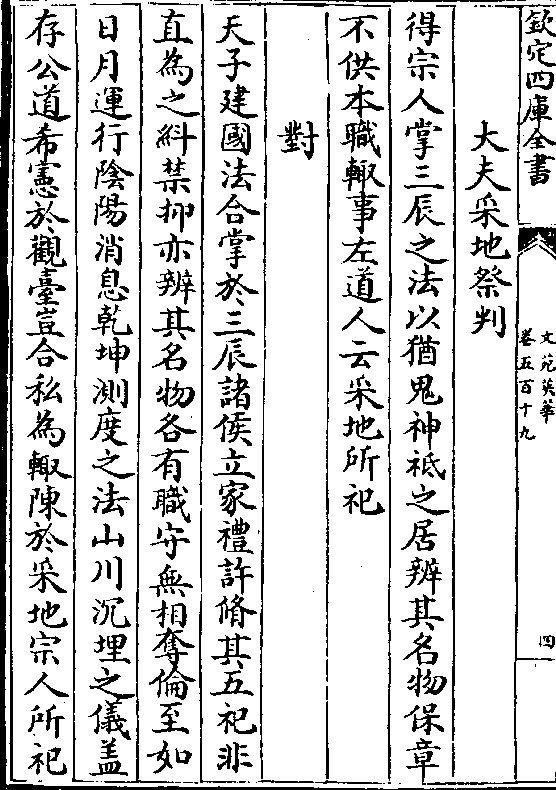 欽定四庫全書
文苑英華
卷五百十九
四
大夫采地祭判
得宗人掌三辰之法以猶鬼神祗之居辨其名物保章
不供本職輙事左道人云采地所祀
對
天子建國法合掌於三辰諸侯立家禮許脩其五祀非
直為之糾禁抑亦辨其名物各有職守無相奪倫至如
日月運行陰陽消息乾坤測度之法山川沉埋之儀盖
存公道希憲於觀臺豈合私為輙陳於采地宗人所祀